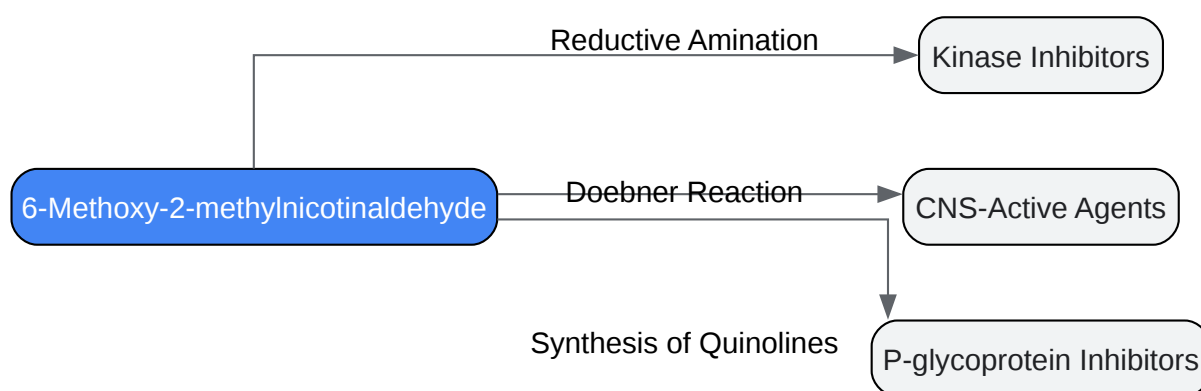 Reductive Amination
Kinase Inhibitors
6-Methoxy-2-methylnicotinaldehyde
Doebner Reaction
CNS-Active Agents
Synthesis of Quinolines
P-glycoprotein Inhibitors